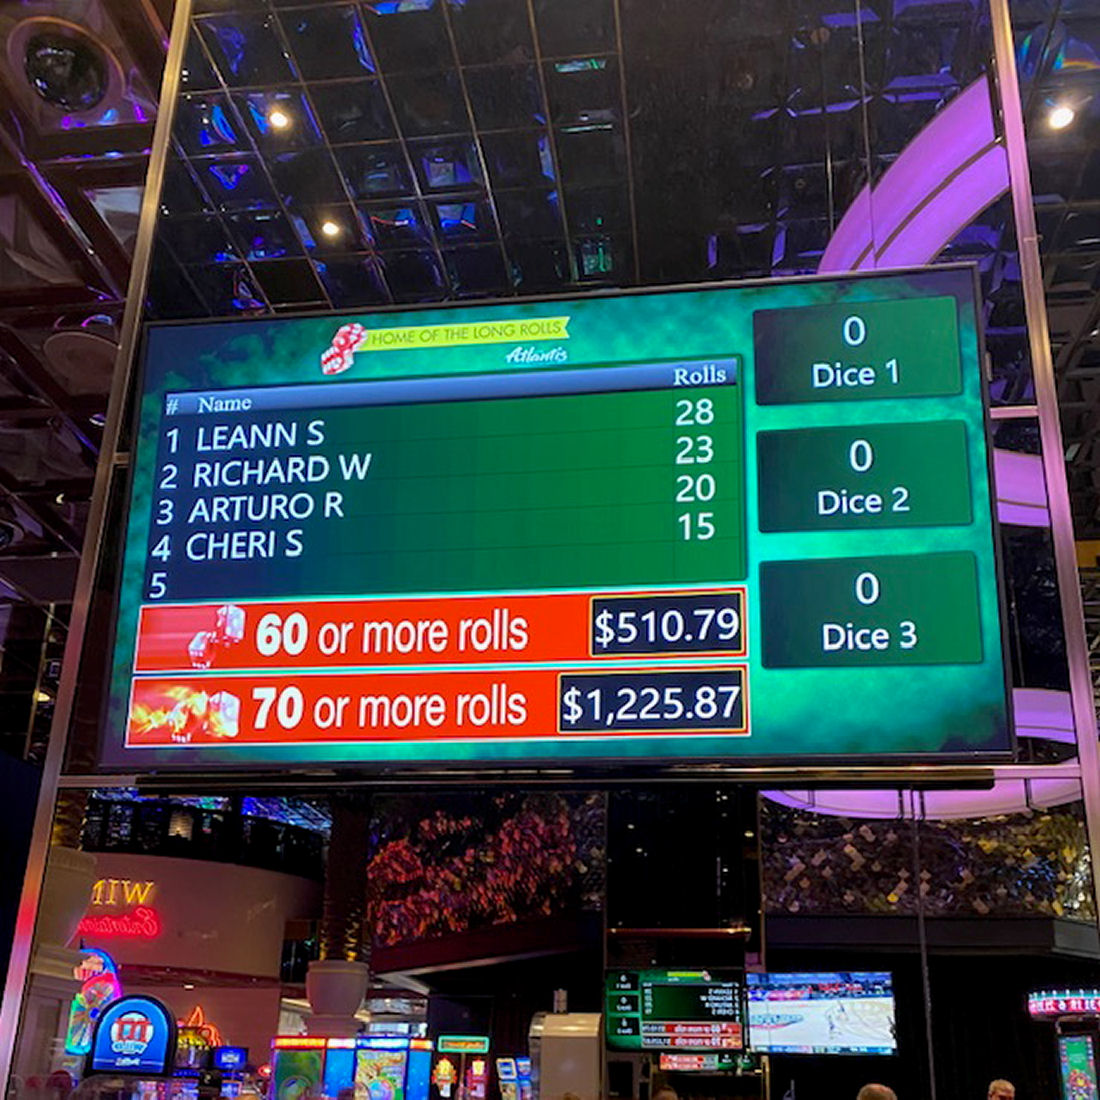 HOME OF THE LONG ROLLS
Atlantis
# Name Rolls
1 LEANN S 28
2 RICHARD W 23
3 ARTURO R 20
4 CHERI S 15
5
60 or more rolls $510.79
70 or more rolls $1,225.87
0
Dice 1
0
Dice 2
0
Dice 3